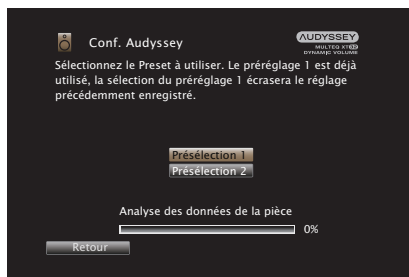 Conf. Audyssey
AUDYSSEY
MULTEQ XT32
DYNAMIC VOLUME
Sélectionnez le Preset à utiliser. Le préréglage 1 est déjà
utilisé, la sélection du préréglage 1 écrasera le réglage
précédemment enregistré.
Présélection 1
Présélection 2
Analyse des données de la pièce
0%
Retour